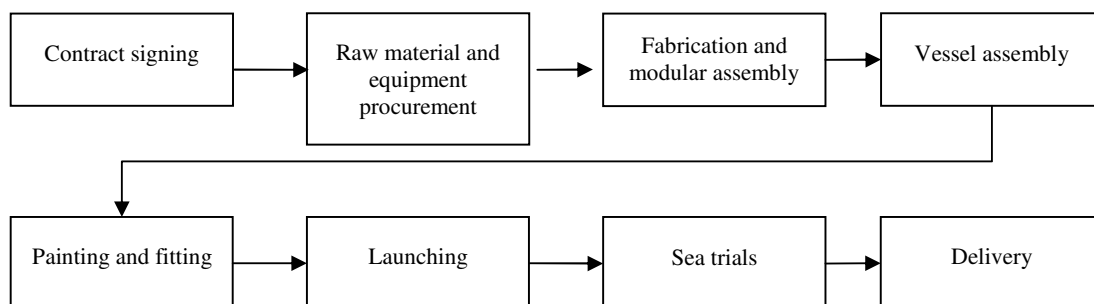 Contract signing
Raw material and
equipment
procurement
Fabrication and
modular assembly
Vessel assembly
Painting and fitting
Launching
Sea trials
Delivery